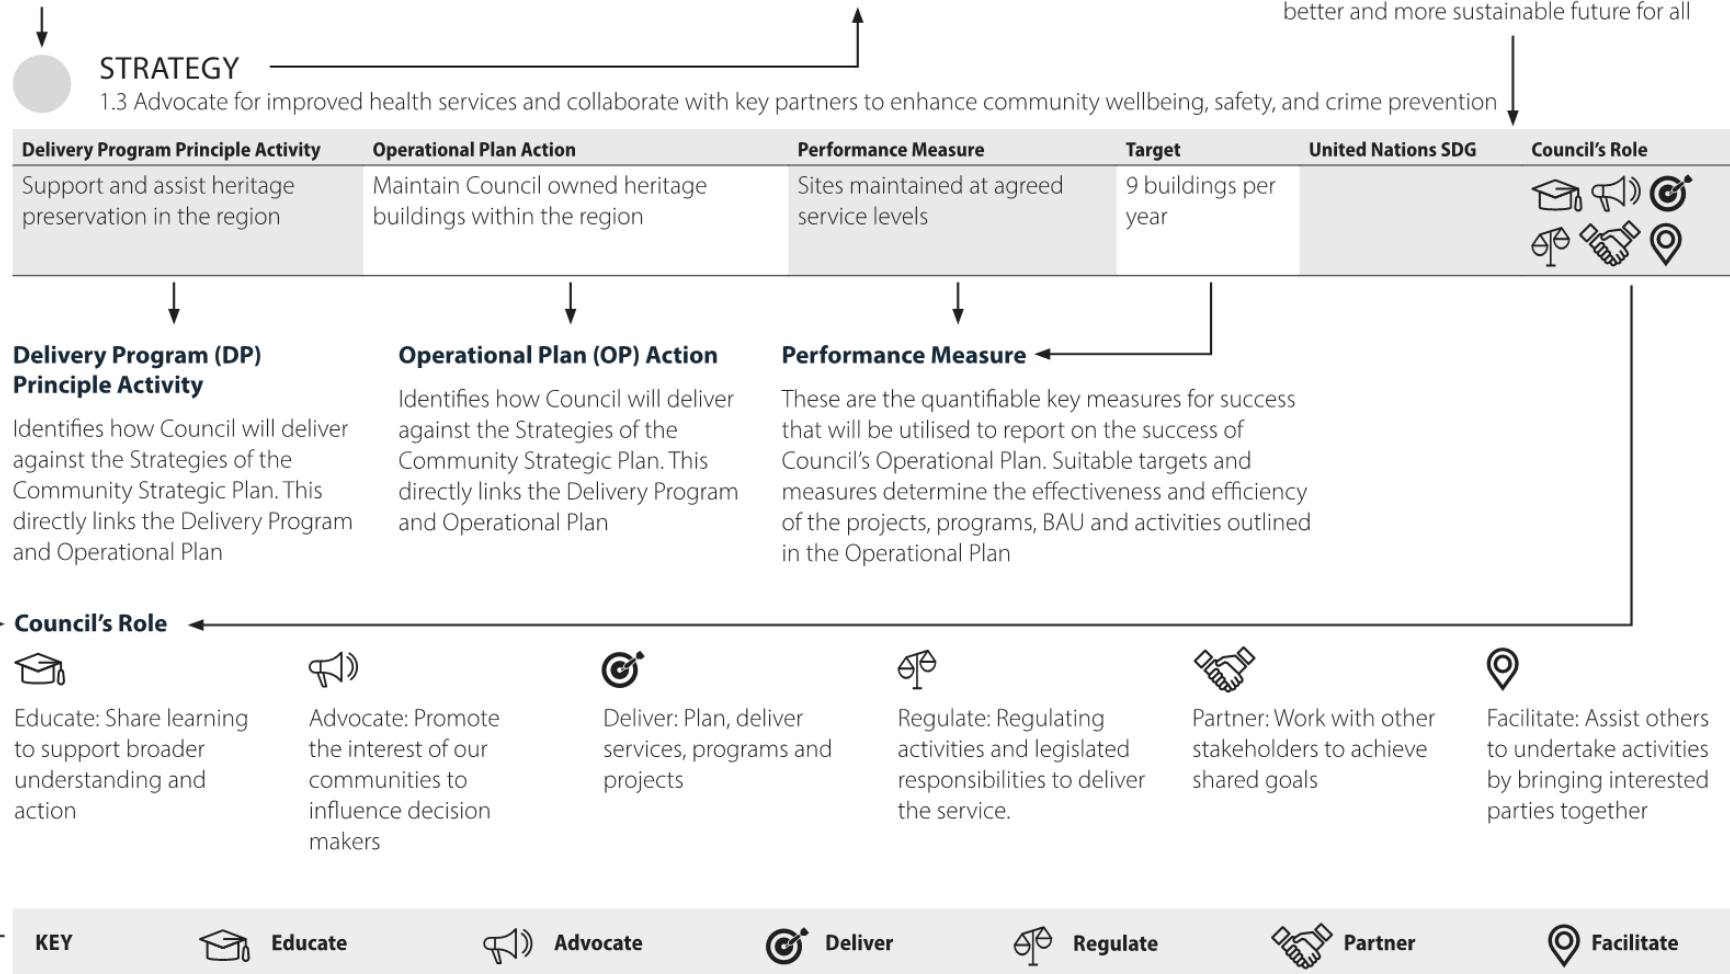 better and more sustainable future for all
STRATEGY
1.3 Advocate for improved health services and collaborate with key partners to enhance community wellbeing, safety, and crime prevention
Delivery Program Principle Activity
Operational Plan Action
Performance Measure
Target
United Nations SDG
Council's Role
Support and assist heritage
preservation in the region
Maintain Council owned heritage
buildings within the region
Sites maintained at agreed
service levels
9 buildings per
year
Delivery Program (DP)
Principle Activity
Identifies how Council will deliver
against the Strategies of the
Community Strategic Plan. This
directly links the Delivery Program
and Operational Plan
Operational Plan (OP) Action
Identifies how Council will deliver
against the Strategies of the
Community Strategic Plan. This
directly links the Delivery Program
and Operational Plan
Performance Measure
These are the quantifiable key measures for success
that will be utilised to report on the success of
Council's Operational Plan. Suitable targets and
measures determine the effectiveness and efficiency
of the projects, programs, BAU and activities outlined
in the Operational Plan
Council's Role
Educate: Share learning
to support broader
understanding and
action
Advocate: Promote
the interest of our
communities to
influence decision
makers
Deliver: Plan, deliver
services, programs and
projects
Regulate: Regulating
activities and legislated
responsibilities to deliver
the service.
Partner: Work with other
stakeholders to achieve
shared goals
Facilitate: Assist others
to undertake activities
by bringing interested
parties together
KEY
Educate
Advocate
Deliver
Regulate
Partner
Facilitate